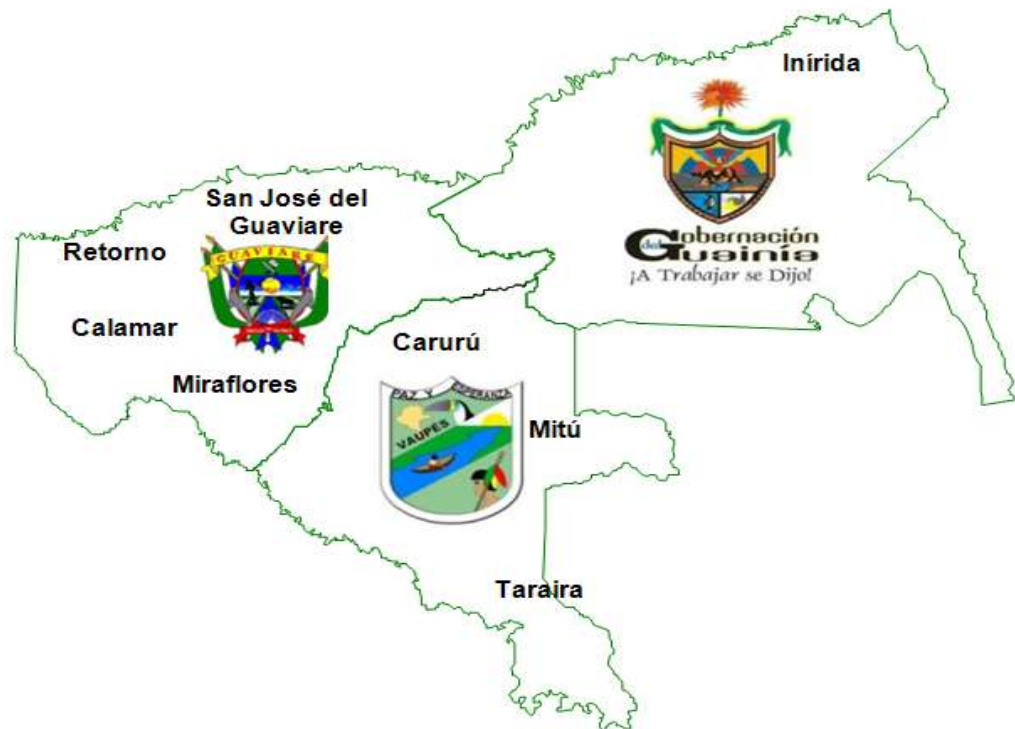 Inírida
Gobernación
del
Guainía
¡A Trabajar se Dijo!
San José del
Guaviare
Retorno
GUAVIARE
Calamar
Miraflores
Carurú
PAZ Y ESPERANZA
VAUPES
Mitú
Taraira